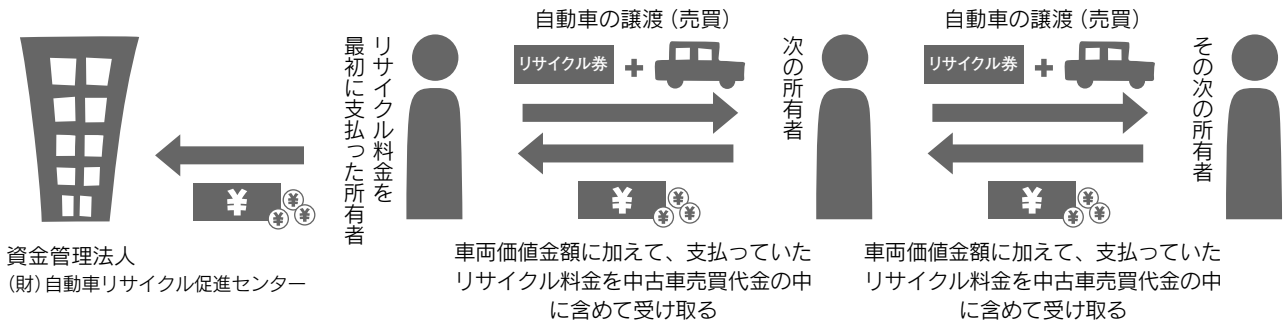 資金管理法人
(財)自動車リサイクル促進センター
¥
¥
¥
¥
リサイクル料金を
最初に支払った所有者
自動車の譲渡（売買）
リサイクル券
+
¥
¥
¥
¥
車両価値金額に加えて、支払っていた
リサイクル料金を中古車売買代金の中
に含めて受け取る
次の所有者
自動車の譲渡（売買）
リサイクル券
+
¥
¥
¥
¥
車両価値金額に加えて、支払っていた
リサイクル料金を中古車売買代金の中
に含めて受け取る
その次の所有者